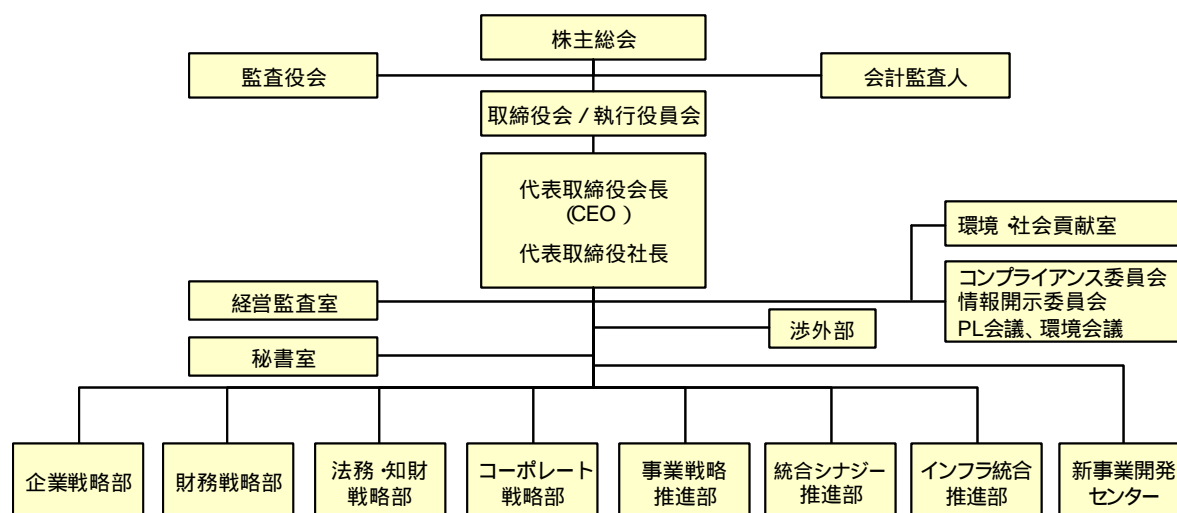 株主総会
監査役会
会計監査人
取締役会 / 執行役員会
代表取締役会長
(CEO )
代表取締役社長
環境・社会貢献室
経営監査室
コンプライアンス委員会
情報開示委員会
PL会議、環境会議
渉外部
秘書室
企業戦略部
財務戦略部
法務・知財
戦略部
コーポレート
戦略部
事業戦略
推進部
統合シナジー
推進部
インフラ統合
推進部
新事業開発
センター